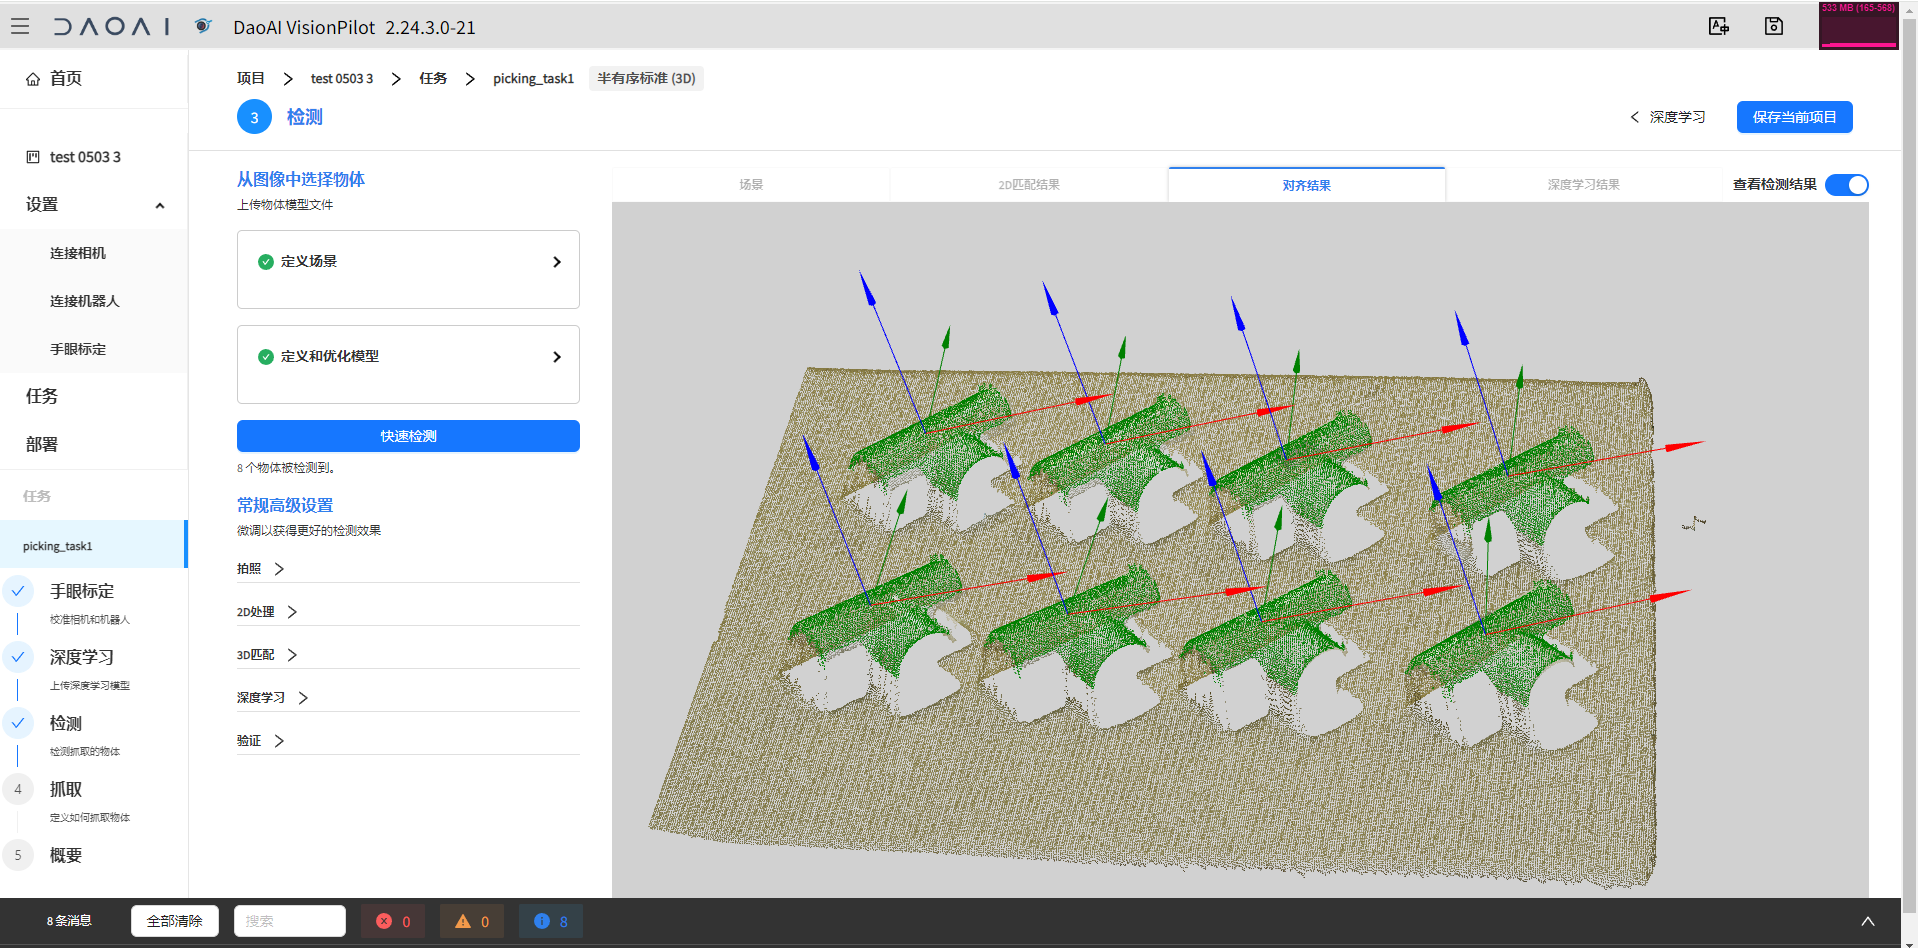 DAOAI
DaoAI VisionPilot 2.24.3.0-21
533 MB (165-568)
首页
test 0503 3
设置
连接相机
连接机器人
手眼标定
任务
部署
任务
picking_task1
手眼标定
校准相机和机器人
深度学习
上传深度学习模型
检测
检测抓取的物体
4 抓取
定义如何抓取物体
5 概要
项目 > test 0503 3 > 任务 > picking_task1 半有序标准 (3D)
3 检测
< 深度学习
保存当前项目
从图像中选择物体
上传物体模型文件
定义场景
定义和优化模型
快速检测
8 个物体被检测到。
常规高级设置
微调以获得更好的检测效果
拍照
2D处理
3D匹配
深度学习
验证
场景
2D匹配结果
对齐结果
深度学习结果
查看检测结果
8 条消息
全部清除
搜索
0
0
8